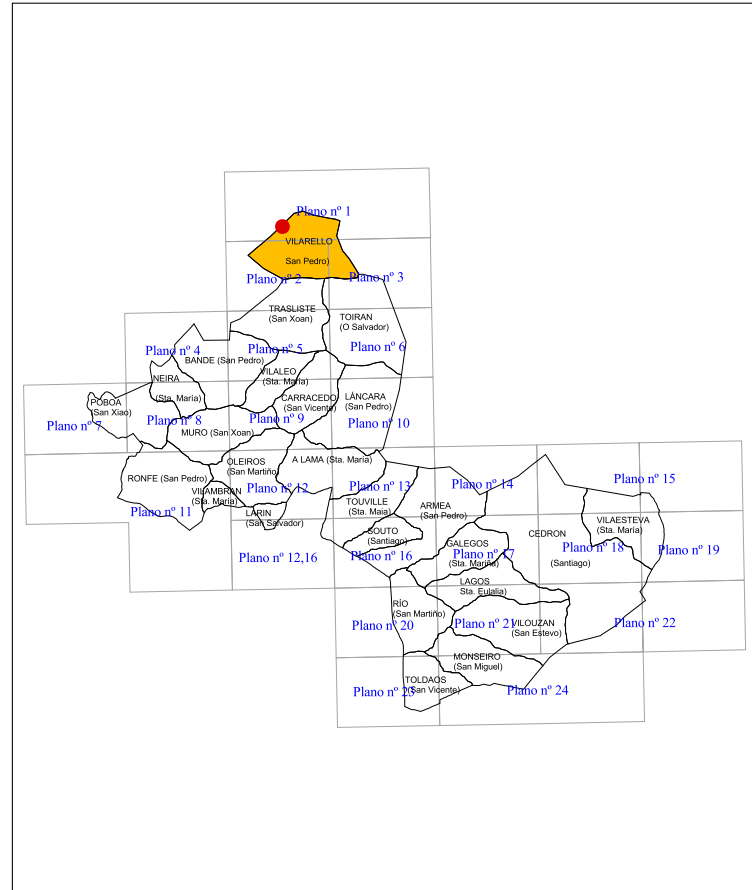 Plano nº 1
VILARELLO
San Pedro)
Plano nº 2
Plano nº 3
TRASLISTE
(San Xoan)
TOIRAN
(O Salvador)
Plano nº 4
Plano nº 5
Plano nº 6
BANDE (San Pedro)
VILALEO
(Sta. María)
NEIRA
(Sta. María)
CARRACEDO
(San Vicente)
LÁNCARA
(San Pedro)
POBOA
(San Xiao)
Plano nº 7
Plano nº 8
Plano nº 9
Plano nº 10
MURO (San Xoan)
OLEIROS
(San Martiño)
A LAMA (Sta. María)
RONFE (San Pedro)
VILAMBRAN
(Sta. María)
Plano nº 11
Plano nº 12
LARIN
(San Salvador)
Plano nº 13
Plano nº 14
Plano nº 15
TOUVILLE
(Sta. Maia)
ARMEA
(San Pedro)
VILAESTEVA
(Sta. María)
SOUTO
(Santiago)
GALEGOS
(Sta. Mariña)
CEDRON
(Santiago)
Plano nº 12,16
Plano nº 16
Plano nº 17
Plano nº 18
Plano nº 19
LAGOS
Sta. Eulalia)
RÍO
(San Martiño)
Plano nº 20
Plano nº 21
VILOUZAN
(San Estevo)
Plano nº 22
MONSEIRO
(San Miguel)
TOLDAOS
(San Vicente)
Plano nº 23
Plano nº 24